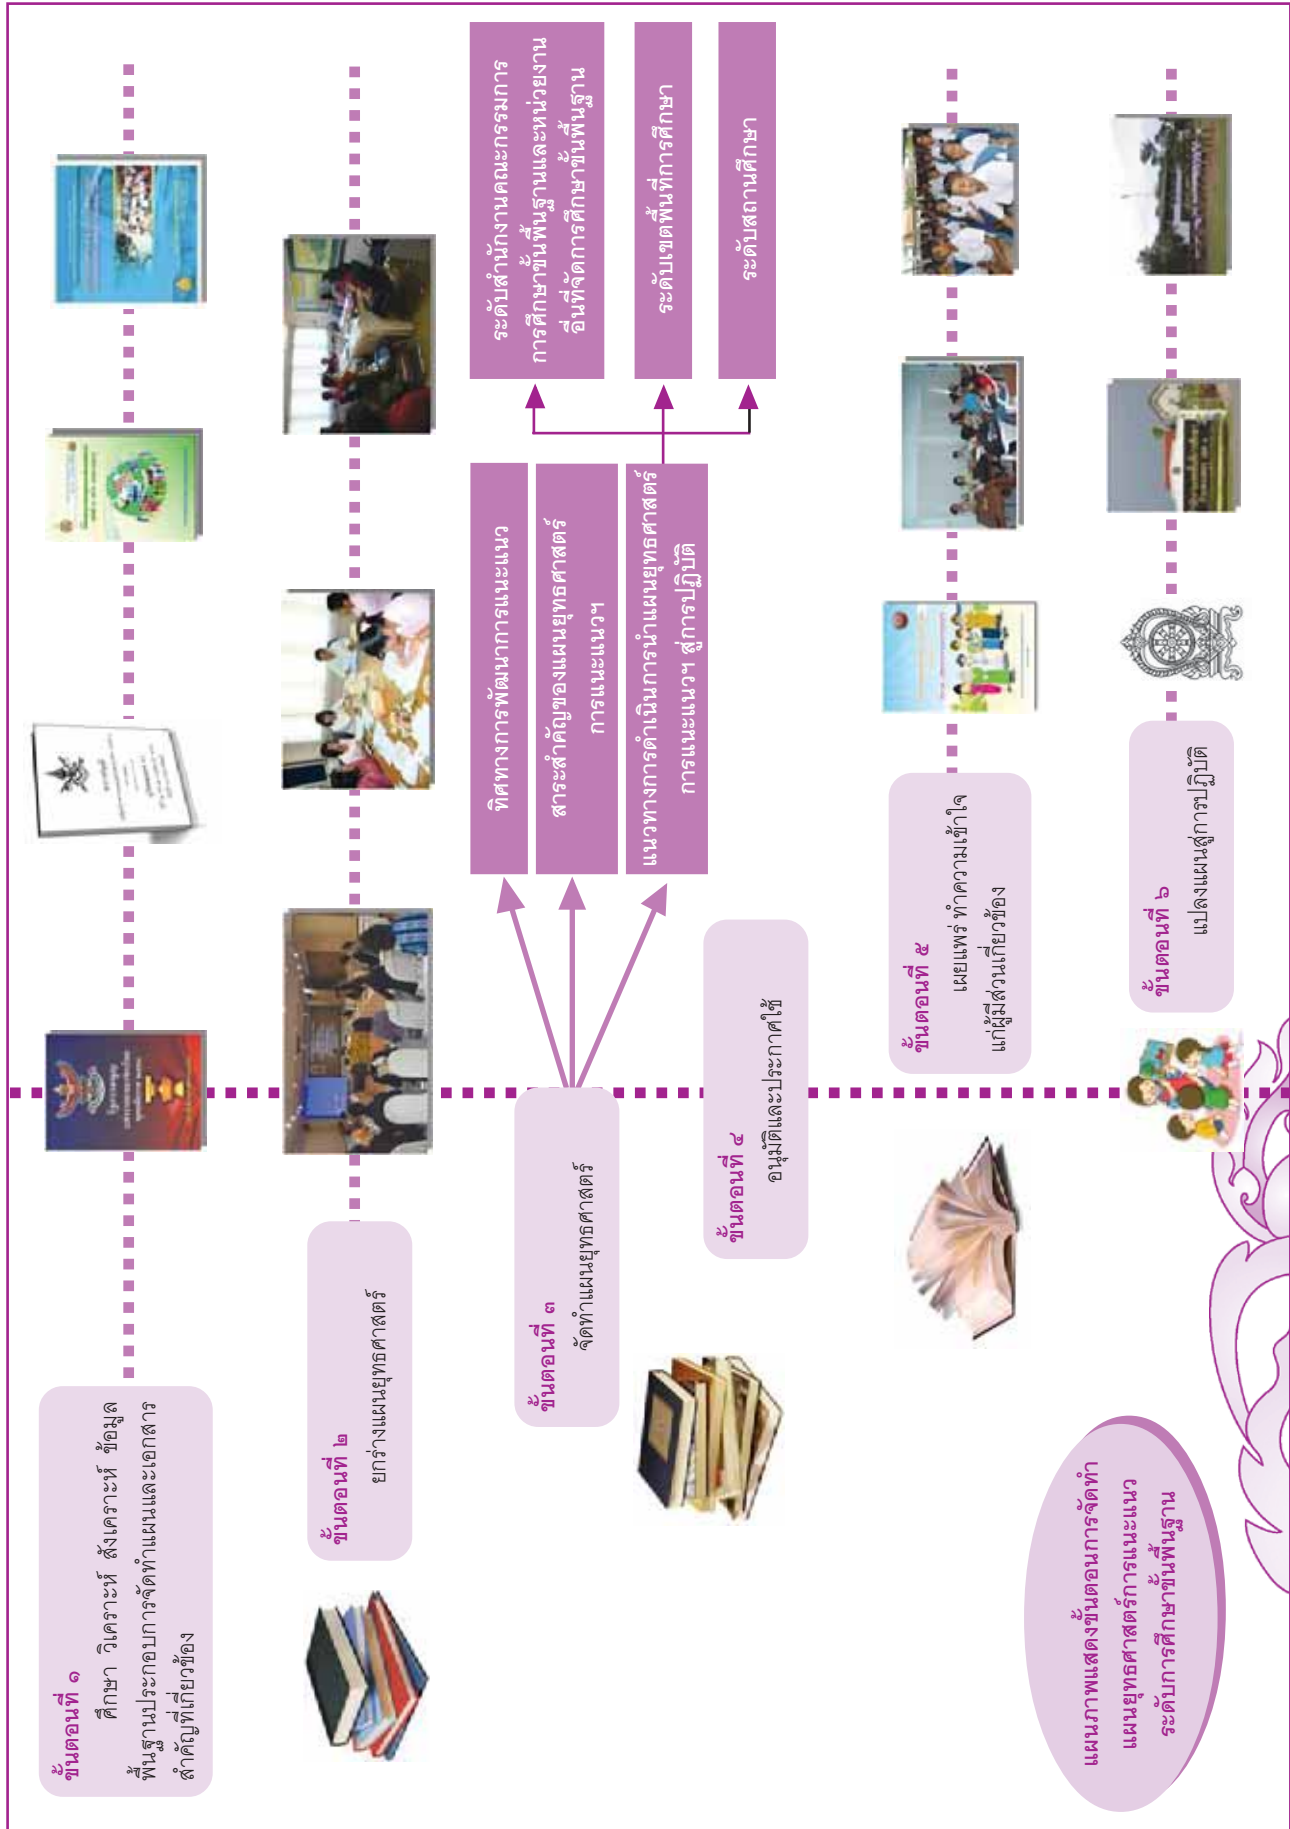 ขั้นตอนที่ ๑
ศึกษา วิเคราะห์ สังเคราะห์ ข้อมูล
พื้นฐานประกอบการจัดทำแผนและเอกสาร
สำคัญที่เกี่ยวข้อง
ขั้นตอนที่ ๒
ยกร่างแผนยุทธศาสตร์
ขั้นตอนที่ ๓
จัดทำแผนยุทธศาสตร์
ทิศทางการพัฒนาการแนะแนว
สาระสำคัญของแผนยุทธศาสตร์
การแนะแนวฯ
แนวทางการดำเนินการนำแผนยุทธศาสตร์
การแนะแนวฯ สู่การปฏิบัติ
ระดับสำนักงานคณะกรรมการ
การศึกษาขั้นพื้นฐานและหน่วยงาน
อื่นที่จัดการศึกษาขั้นพื้นฐาน
ระดับเขตพื้นที่การศึกษา
ระดับสถานศึกษา
ขั้นตอนที่ ๔
อนุมัติและประกาศใช้
ขั้นตอนที่ ๕
เผยแพร่ ทำความเข้าใจ
แก่ผู้มีส่วนเกี่ยวข้อง
ขั้นตอนที่ ๖
แปลงแผนสู่การปฏิบัติ
แผนภาพแสดงขั้นตอนการจัดทำ
แผนยุทธศาสตร์การแนะแนว
ระดับการศึกษาขั้นพื้นฐาน